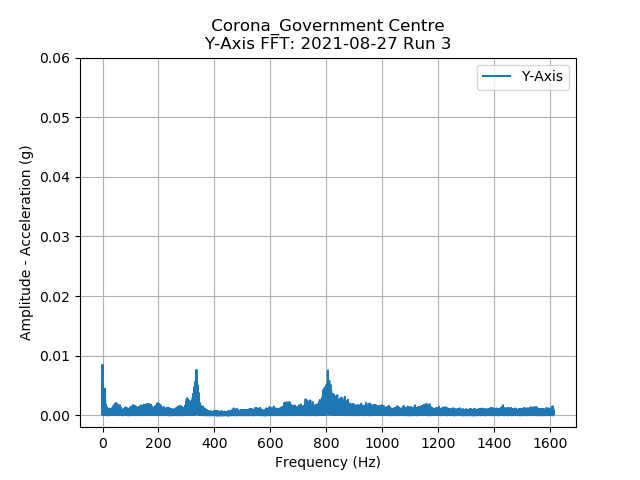 Corona_Government Centre
Y-Axis FFT: 2021-08-27 Run 3
Y-Axis
Amplitude - Acceleration (g)
0.06
0.05
0.04
0.03
0.02
0.01
0.00
0 200 400 600 800 1000 1200 1400 1600
Frequency (Hz)